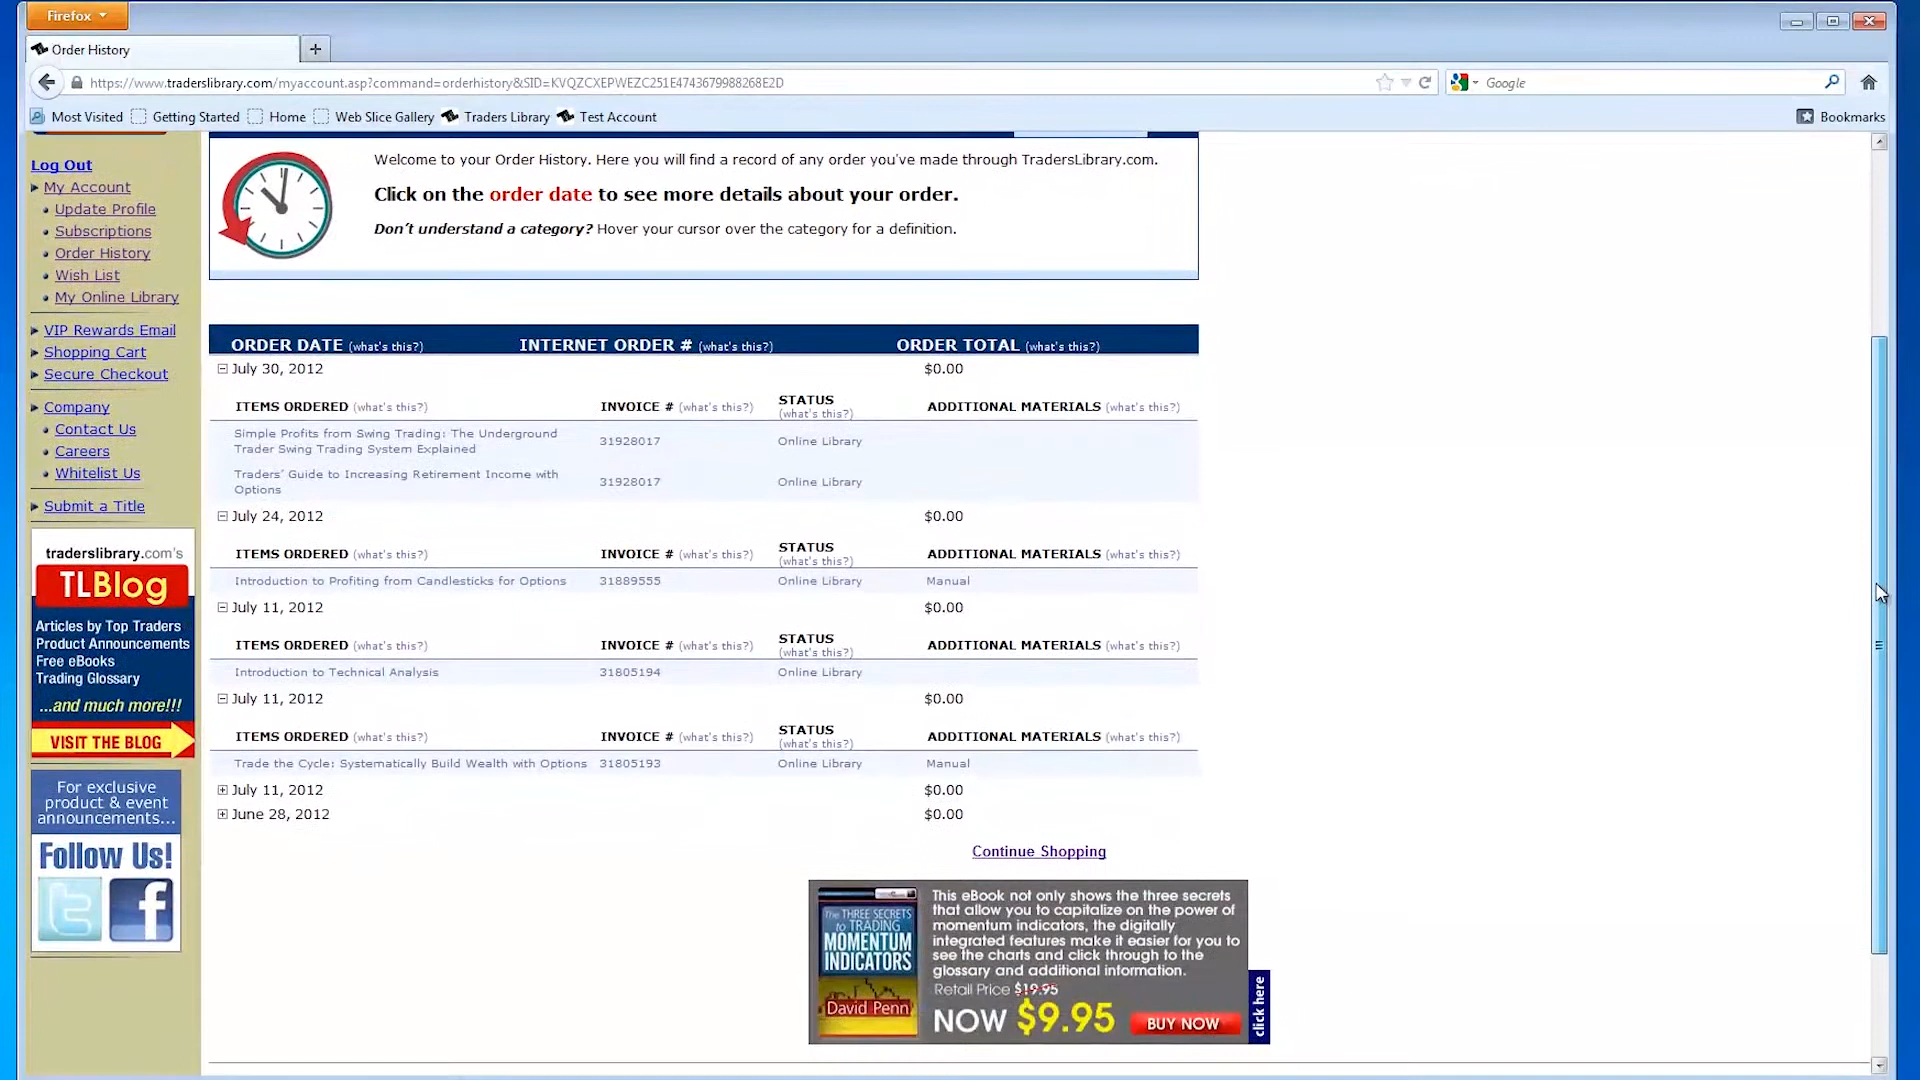 Firefox
Order History
https://www.traderslibrary.com/myaccount.asp?command=orderhistory&SID=KVQZCXEPWEZC251E4743679988268E2D
Google
Most Visited Getting Started Home Web Slice Gallery Traders Library Test Account Bookmarks
Log Out
My Account
Update Profile
Subscriptions
Order History
Wish List
My Online Library
VIP Rewards Email
Shopping Cart
Secure Checkout
Company
Contact Us
Careers
Whitelist Us
Submit a Title
traderslibrary.com's
TLBlog
Articles by Top Traders
Product Announcements
Free eBooks
Trading Glossary
...and much more!!!
VISIT THE BLOG
For exclusive
product & event
announcements...
Follow Us!
Welcome to your Order History. Here you will find a record of any order you've made through TradersLibrary.com.
Click on the order date to see more details about your order.
Don't understand a category? Hover your cursor over the category for a definition.
ORDER DATE (what's this?) INTERNET ORDER # (what's this?) ORDER TOTAL (what's this?)
July 30, 2012 $0.00
ITEMS ORDERED (what's this?) INVOICE # (what's this?) STATUS (what's this?) ADDITIONAL MATERIALS (what's this?)
Simple Profits from Swing Trading: The Underground
Trader Swing Trading System Explained 31928017 Online Library
Traders' Guide to Increasing Retirement Income with
Options 31928017 Online Library
July 24, 2012 $0.00
ITEMS ORDERED (what's this?) INVOICE # (what's this?) STATUS (what's this?) ADDITIONAL MATERIALS (what's this?)
Introduction to Profiting from Candlesticks for Options 31889555 Online Library Manual
July 11, 2012 $0.00
ITEMS ORDERED (what's this?) INVOICE # (what's this?) STATUS (what's this?) ADDITIONAL MATERIALS (what's this?)
Introduction to Technical Analysis 31805194 Online Library
July 11, 2012 $0.00
ITEMS ORDERED (what's this?) INVOICE # (what's this?) STATUS (what's this?) ADDITIONAL MATERIALS (what's this?)
Trade the Cycle: Systematically Build Wealth with Options 31805193 Online Library Manual
July 11, 2012 $0.00
June 28, 2012 $0.00
Continue Shopping
The THREE SECRETS
to TRADING
MOMENTUM
INDICATORS
David Penn
This eBook not only shows the three secrets
that allow you to capitalize on the power of
momentum indicators, the digitally
integrated features make it easier for you to
see the charts and click through to the
glossary and additional information.
Retail Price $19.95
NOW $9.95 BUY NOW
click here